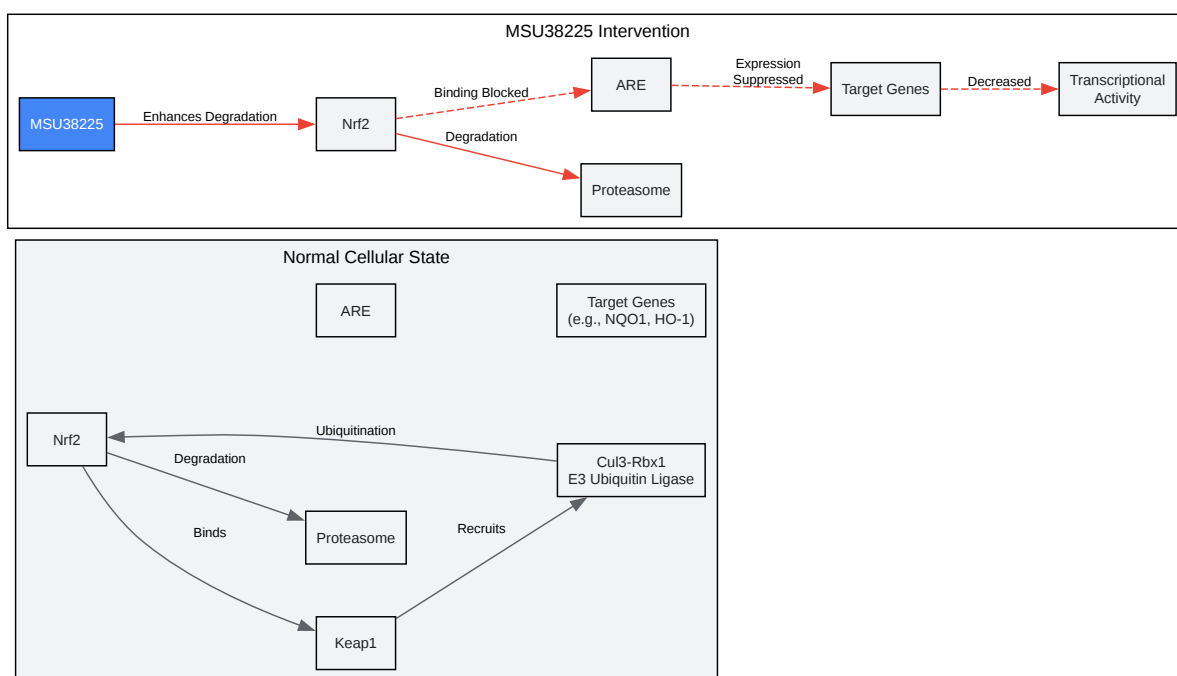 MSU38225 Intervention
MSU38225
Enhances Degradation
Nrf2
Binding Blocked
Degradation
ARE
Proteasome
Expression
Suppressed
Target Genes
Decreased
Transcriptional
Activity
Normal Cellular State
ARE
Target Genes
(e.g., NQO1, HO-1)
Nrf2
Ubiquitination
Degradation
Cul3-Rbx1
E3 Ubiquitin Ligase
Binds
Proteasome
Recruits
Keap1